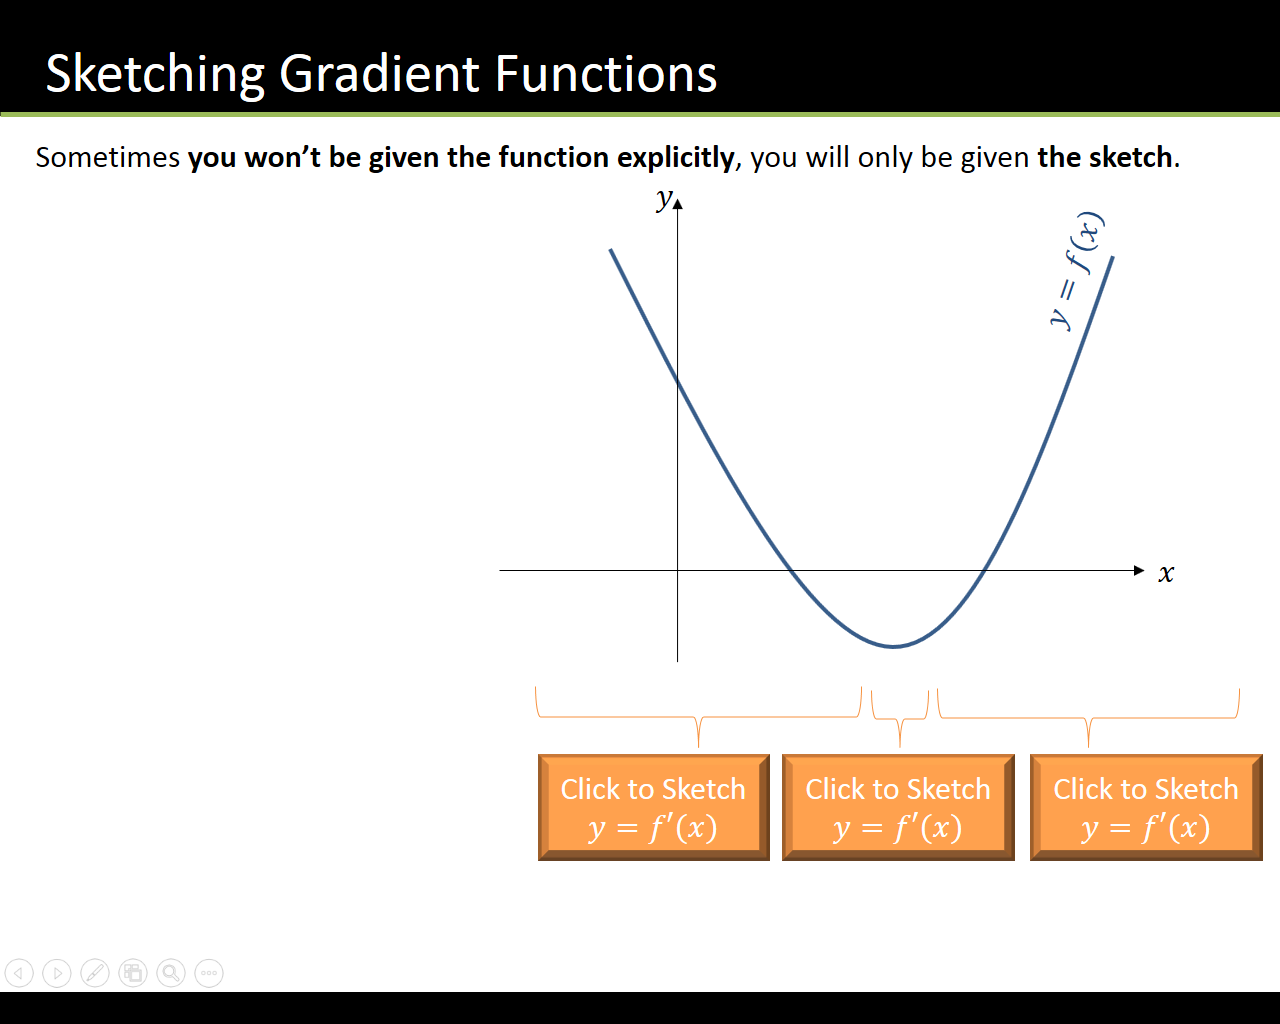 Sketching Gradient Functions
Sometimes you won’t be given the function explicitly, you will only be given the sketch.
y
y = f(x)
x
Click to Sketch
y = f′(x)
Click to Sketch
y = f′(x)
Click to Sketch
y = f′(x)